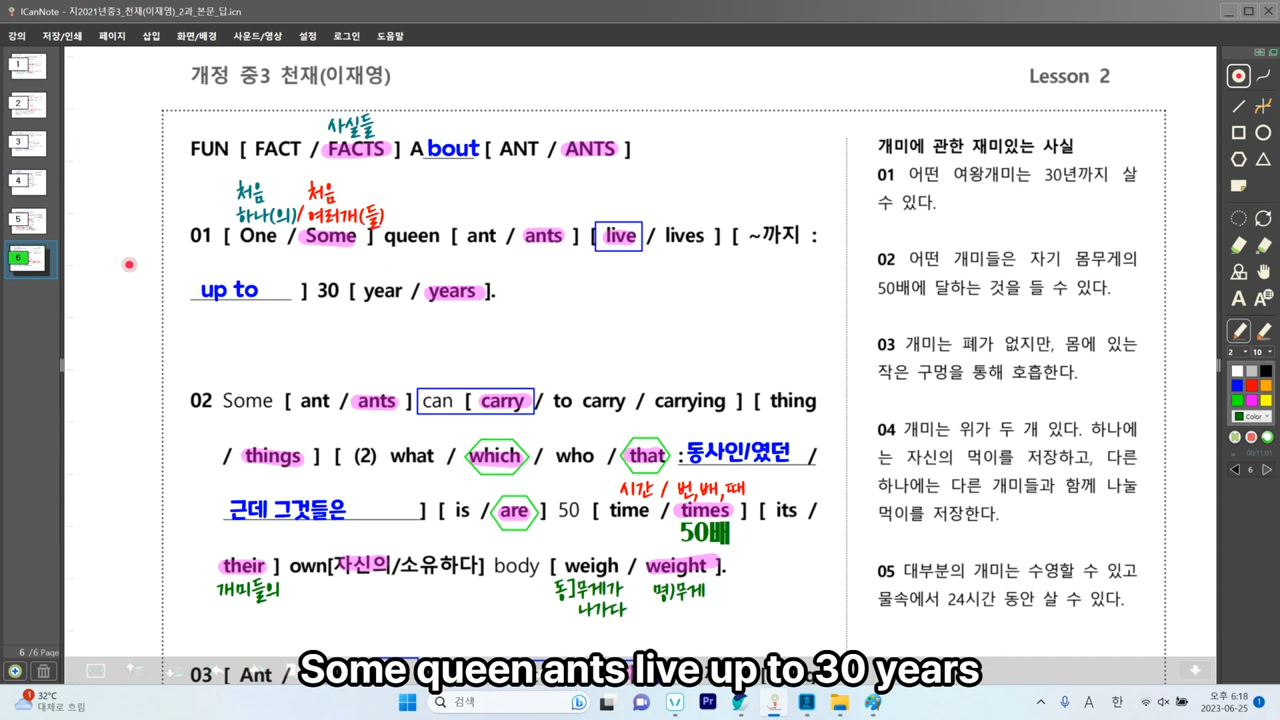 ICanNote - 지2021년중3_천재(이재영)_2과_본문_답.icn
강의 저장/인쇄 페이지 삽입 화면/배경 사운드/영상 설정 로그인 도움말
개정 중3 천재(이재영) Lesson 2
사실들
FUN [ FACT / FACTS ] About [ ANT / ANTS ]
처음 처음
하나(의)/ 여러개(들)
01 [ One / Some ] queen [ ant / ants ] [ live / lives ] [ ~까지 :
up to ] 30 [ year / years ].
02 Some [ ant / ants ] can [ carry / to carry / carrying ] [ thing
/ things ] [ (2) what / which / who / that : 동사인/였던 /
시간 / 번,배,때
근데 그것들은 ] [ is / are ] 50 [ time / times ] [ its /
50배
their ] own[자신의/소유하다] body [ weigh / weight ].
개미들의 동]무게가 명)무게
나가다
03 [ Ant /
개미에 관한 재미있는 사실
01 어떤 여왕개미는 30년까지 살
수 있다.
02 어떤 개미들은 자기 몸무게의
50배에 달하는 것을 들 수 있다.
03 개미는 폐가 없지만, 몸에 있는
작은 구멍을 통해 호흡한다.
04 개미는 위가 두 개 있다. 하나에
는 자신의 먹이를 저장하고, 다른
하나에는 다른 개미들과 함께 나눌
먹이를 저장한다.
05 대부분의 개미는 수영할 수 있고
물속에서 24시간 동안 살 수 있다.
Some queen ants live up to 30 years
1
2
3
4
5
6
6 /6 Page
2 10
Color
00:11:01
6
32°C
대체로 흐림
검색
한
오후 6:18
2023-06-25